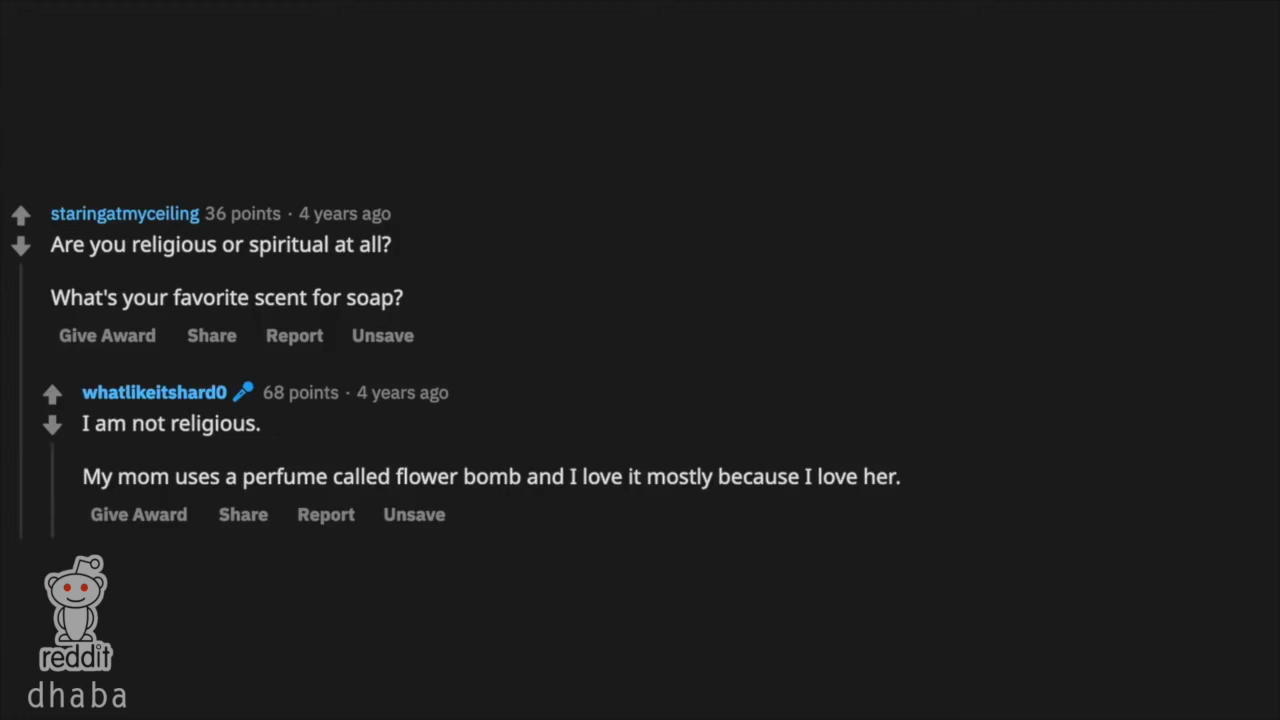 staringatmyceiling 36 points · 4 years ago
Are you religious or spiritual at all?
What's your favorite scent for soap?
Give Award Share Report Unsave
whatlikeitshard0 68 points · 4 years ago
I am not religious.
My mom uses a perfume called flower bomb and I love it mostly because I love her.
Give Award Share Report Unsave
reddit
dhaba